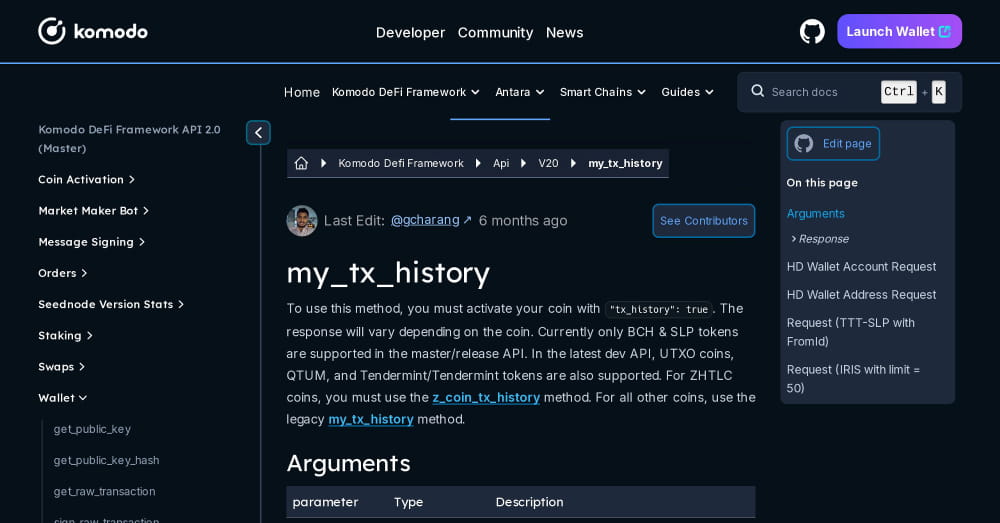 komodo
Developer Community News
Launch Wallet
Home Komodo DeFi Framework Antara Smart Chains Guides
Search docs Ctrl + K
Komodo DeFi Framework API 2.0
(Master)
Coin Activation
Market Maker Bot
Message Signing
Orders
Seednode Version Stats
Staking
Swaps
Wallet
get_public_key
get_public_key_hash
get_raw_transaction
sign_raw_transaction
Komodo Defi Framework Api V20 my_tx_history
Last Edit: @gcharang ↗ 6 months ago
See Contributors
my_tx_history
To use this method, you must activate your coin with "tx_history": true . The
response will vary depending on the coin. Currently only BCH & SLP tokens
are supported in the master/release API. In the latest dev API, UTXO coins,
QTUM, and Tendermint/Tendermint tokens are also supported. For ZHTLC
coins, you must use the z_coin_tx_history method. For all other coins, use the
legacy my_tx_history method.
Arguments
parameter Type Description
Edit page
On this page
Arguments
Response
HD Wallet Account Request
HD Wallet Address Request
Request (TTT-SLP with
FromId)
Request (IRIS with limit =
50)